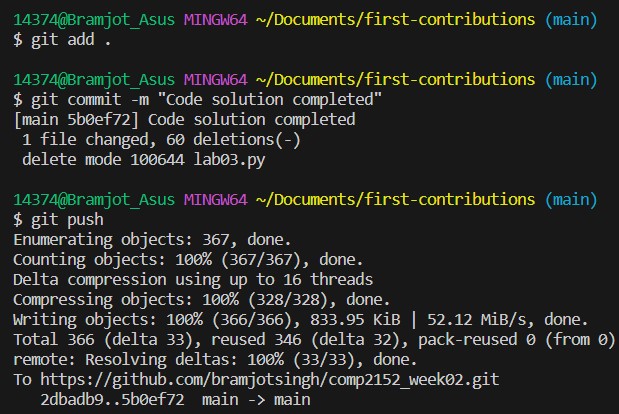 14374@Bramjot_Asus MINGW64 ~/Documents/first-contributions (main)
$ git add .
14374@Bramjot_Asus MINGW64 ~/Documents/first-contributions (main)
$ git commit -m "Code solution completed"
[main 5b0ef72] Code solution completed
 1 file changed, 60 deletions(-)
 delete mode 100644 lab03.py
14374@Bramjot_Asus MINGW64 ~/Documents/first-contributions (main)
$ git push
Enumerating objects: 367, done.
Counting objects: 100% (367/367), done.
Delta compression using up to 16 threads
Compressing objects: 100% (328/328), done.
Writing objects: 100% (366/366), 833.95 KiB | 52.12 MiB/s, done.
Total 366 (delta 33), reused 346 (delta 32), pack-reused 0 (from 0)
remote: Resolving deltas: 100% (33/33), done.
To https://github.com/bramjotsingh/comp2152_week02.git
   2dbadb9..5b0ef72  main -> main